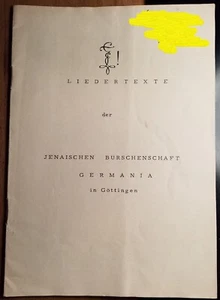 LIEDERTEXTE
der
JENAISCHEN BURSCHENSCHAFT
GERMANIA
in Göttingen